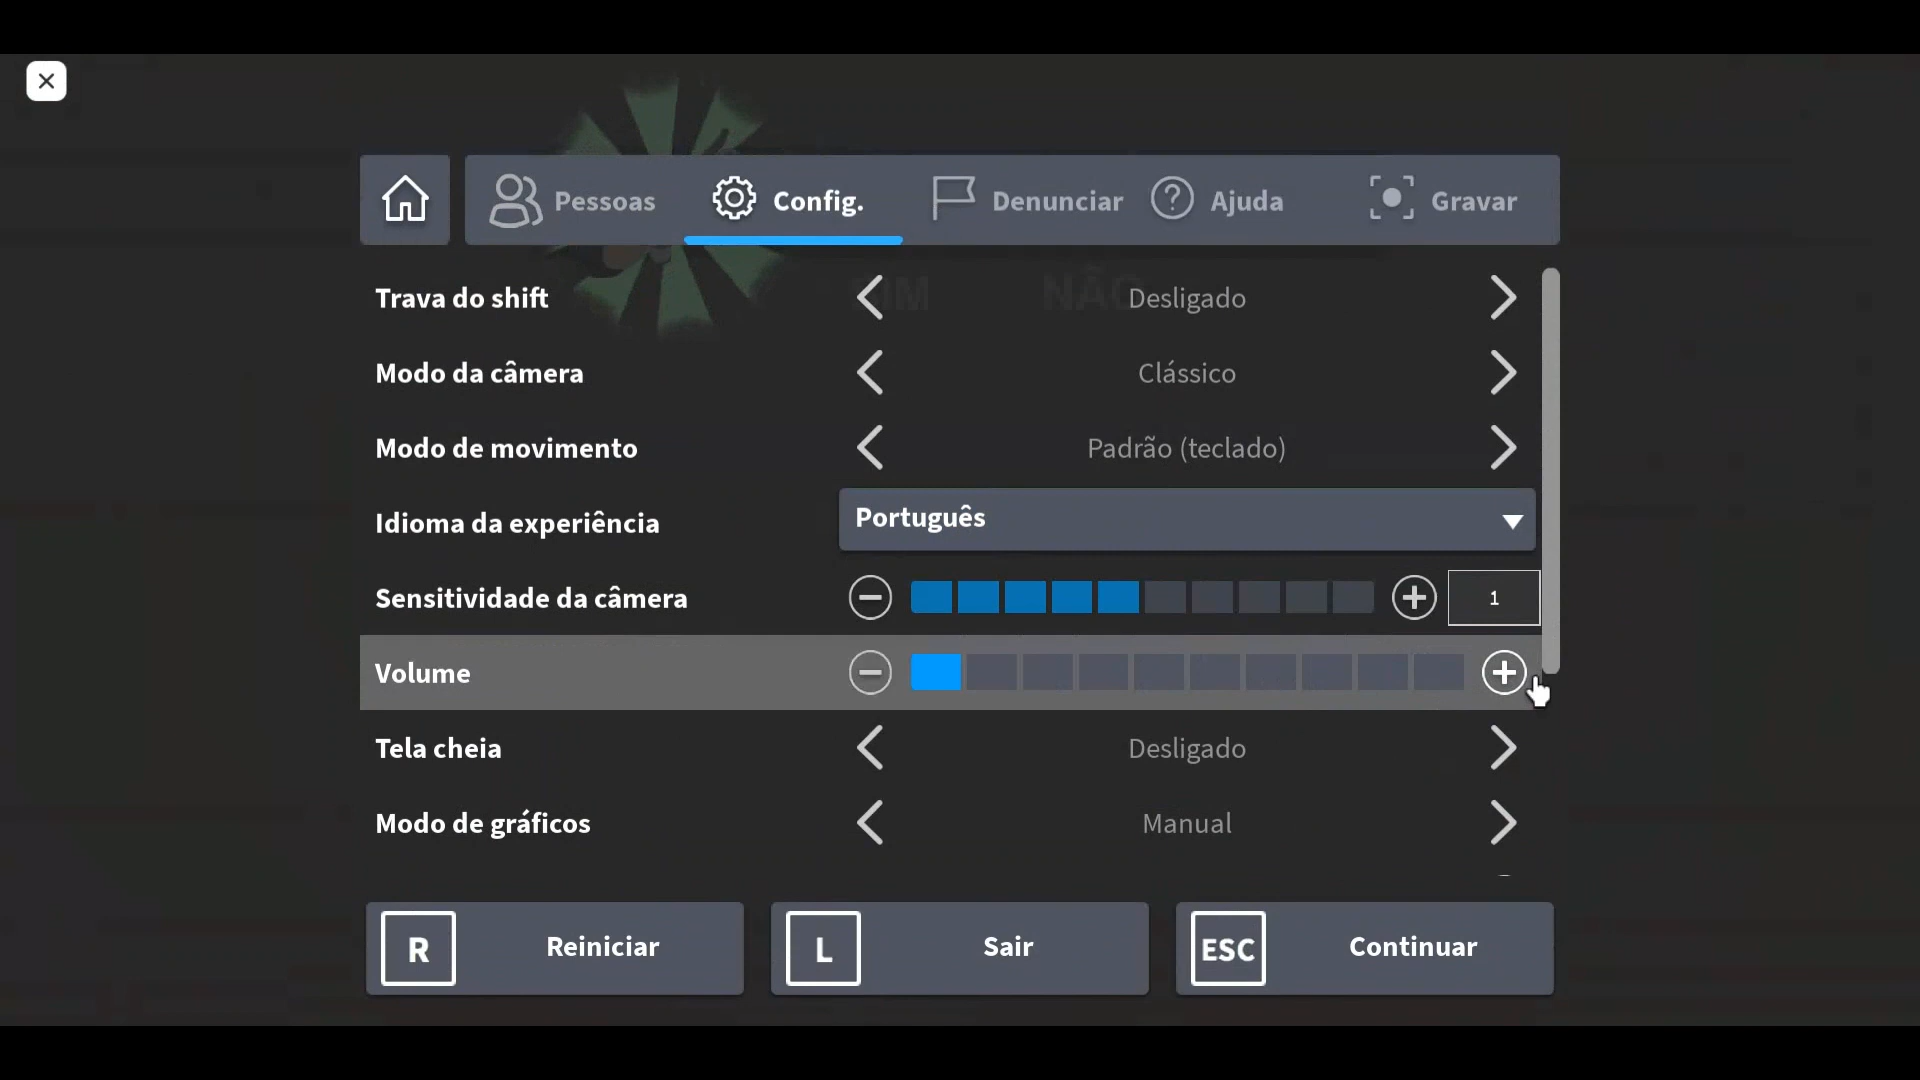 Pessoas Config. Denunciar Ajuda Gravar
NÃO
Trava do shift Desligado
Modo da câmera Clássico
Modo de movimento Padrão (teclado)
Idioma da experiência Português
Sensitividade da câmera 1
Volume
Tela cheia Desligado
Modo de gráficos Manual
R Reiniciar L Sair ESC Continuar